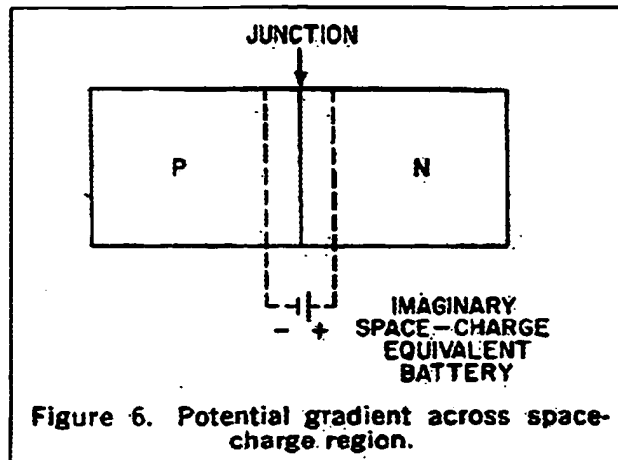 JUNCTION
P
N
- +
IMAGINARY
SPACE-CHARGE
EQUIVALENT
BATTERY
Figure 6. Potential gradient across space-
charge region.